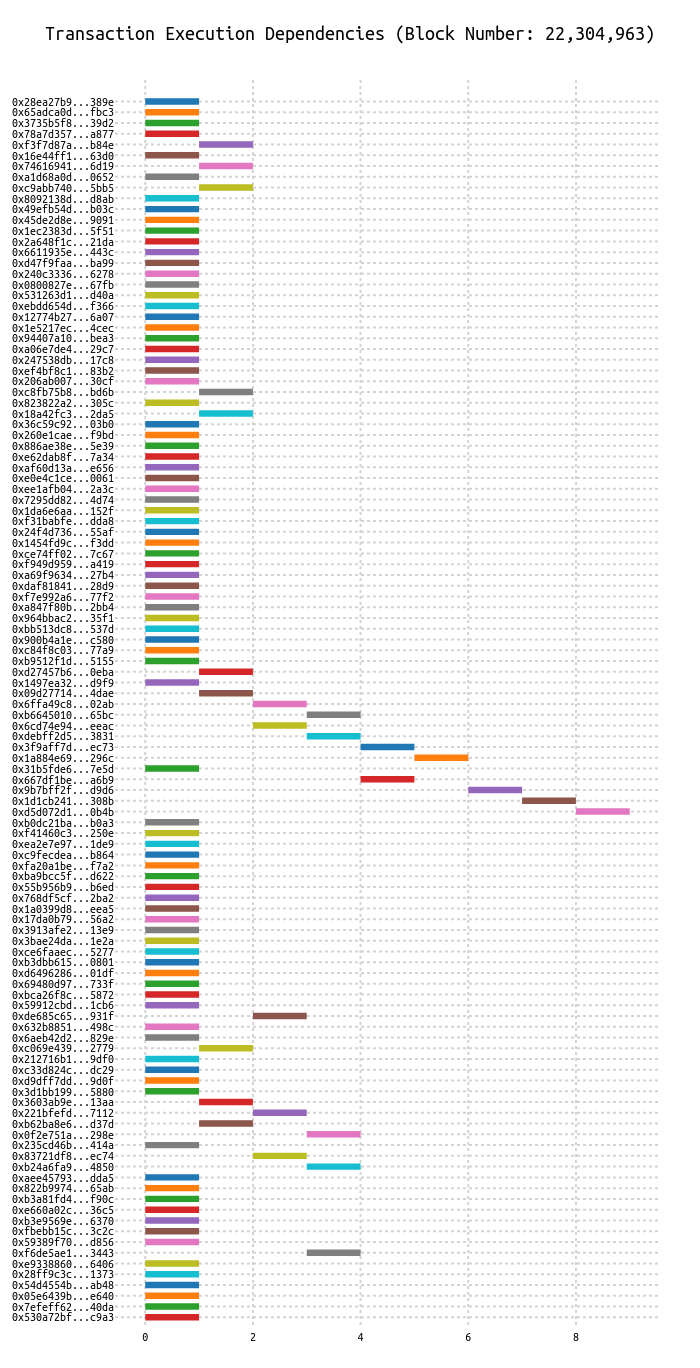 Transaction Execution Dependencies (Block Number: 22,304,963)
0x28ea27b9...389e
0x65adca0d...fbc3
0x3735b5f8...39d2
0x78a7d357...a877
0xf3f7d87a...b84e
0x16e44ff1...63d0
0x74616941...6d19
0xa1d68a0d...0652
0xc9abb740...5bb5
0x8092138d...d8ab
0x49efb54d...b03c
0x45de2d8e...9091
0x1ec2383d...5f51
0x2a648f1c...21da
0x6611935e...443c
0xd47f9faa...ba99
0x240c3336...6278
0x0800827e...67fb
0x531263d1...d40a
0xebdd654d...f366
0x12774b27...6a07
0x1e5217ec...4cec
0x94407a10...bea3
0xa06e7de4...29c7
0x247538db...17c8
0xef4bf8c1...83b2
0x206ab007...30cf
0xc8fb75b8...bd6b
0x823822a2...305c
0x18a42fc3...2da5
0x36c59c92...03b0
0x260e1cae...f9bd
0x886ae38e...5e39
0xe62dab8f...7a34
0xaf60d13a...e656
0xe0e4c1ce...0061
0xee1afb04...2a3c
0x7295dd82...4d74
0x1da6e6aa...152f
0xf31babfe...dda8
0x24f4d736...55af
0x1454fd9c...f3dd
0xce74ff02...7c67
0xf949d959...a419
0xa69f9634...27b4
0xdaf81841...28d9
0xf7e992a6...77f2
0xa847f80b...2bb4
0x964bbac2...35f1
0xbb513dc8...537d
0x900b4a1e...c580
0xc84f8c03...77a9
0xb9512f1d...5155
0xd27457b6...0eba
0x1497ea32...d9f9
0x09d27714...4dae
0x6ffa49c8...02ab
0xb6645010...65bc
0x6cd74e94...eeac
0xdebff2d5...3831
0x3f9aff7d...ec73
0x1a884e69...296c
0x31b5fde6...7e5d
0x667df1be...a6b9
0x9b7bff2f...d9d6
0x1d1cb241...308b
0xd5d072d1...0b4b
0xb0dc21ba...b0a3
0xf41460c3...250e
0xea2e7e97...1de9
0xc9fecdea...b864
0xfa20a1be...f7a2
0xba9bcc5f...d622
0x55b956b9...b6ed
0x768df5cf...2ba2
0x1a0399d8...eea5
0x17da0b79...56a2
0x3913afe2...13e9
0x3bae24da...1e2a
0xce6faaec...5277
0xb3dbb615...0801
0xd6496286...01df
0x69480d97...733f
0xbca26f8c...5872
0x59912cbd...1cb6
0xde685c65...931f
0x632b8851...498c
0x6aeb42d2...829e
0xc069e439...2779
0x212716b1...9df0
0xc33d824c...dc29
0xd9dff7dd...9d0f
0x3d1bb199...5880
0x3603ab9e...13aa
0x221bfefd...7112
0xb62ba8e6...d37d
0x0f2e751a...298e
0x235cd46b...414a
0x83721df8...ec74
0xb24a6fa9...4850
0xaee45793...dda5
0x822b9974...65ab
0xb3a81fd4...f90c
0xe660a02c...36c5
0xb3e9569e...6370
0xfbebb15c...3c2c
0x59389f70...d856
0xf6de5ae1...3443
0xe9338860...6406
0x28ff9c3c...1373
0x54d4554b...ab48
0x05e6439b...e640
0x7efeff62...40da
0x530a72bf...c9a3
0 2 4 6 8